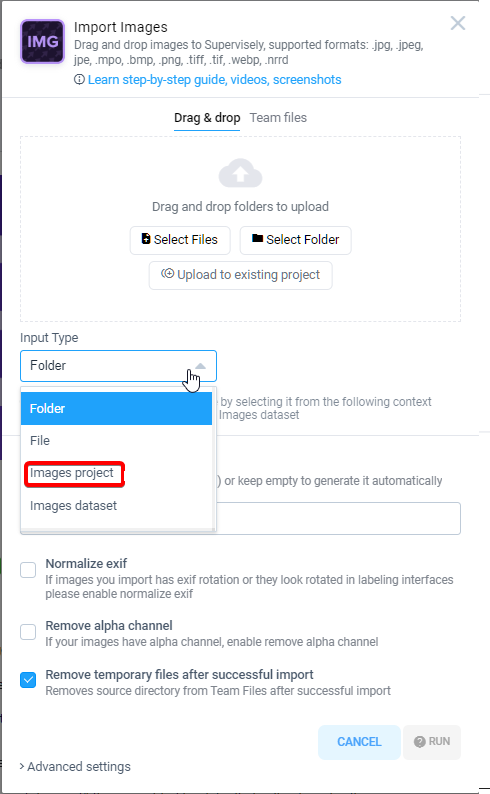 IMG
Import Images
Drag and drop images to Supervisely, supported formats: .jpg, .jpeg,
jpe, .mpo, .bmp, .png, .tiff, .tif, .webp, .nrrd
Learn step-by-step guide, videos, screenshots
Drag & drop Team files
Drag and drop folders to upload
Select Files Select Folder
Upload to existing project
Input Type
Folder
by selecting it from the following context
Images dataset
Folder
File
Images project
) or keep empty to generate it automatically
Images dataset
Normalize exif
If images you import has exif rotation or they look rotated in labeling interfaces
please enable normalize exif
Remove alpha channel
If your images have alpha channel, enable remove alpha channel
Remove temporary files after successful import
Removes source directory from Team Files after successful import
CANCEL ? RUN
> Advanced settings